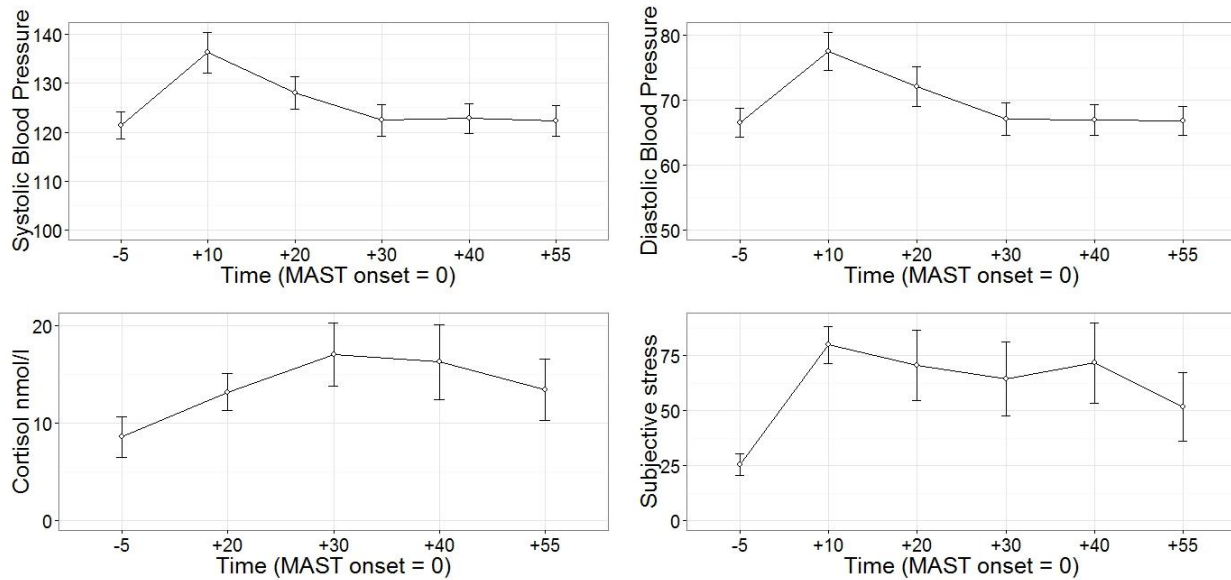 Systolic Blood Pressure
140
130
120
110
100
-5 +10 +20 +30 +40 +55
Time (MAST onset = 0)
Diastolic Blood Pressure
80
70
60
50
-5 +10 +20 +30 +40 +55
Time (MAST onset = 0)
Cortisol nmol/l
20
10
0
-5 +20 +30 +40 +55
Time (MAST onset = 0)
Subjective stress
75
50
25
0
-5 +10 +20 +30 +40 +55
Time (MAST onset = 0)